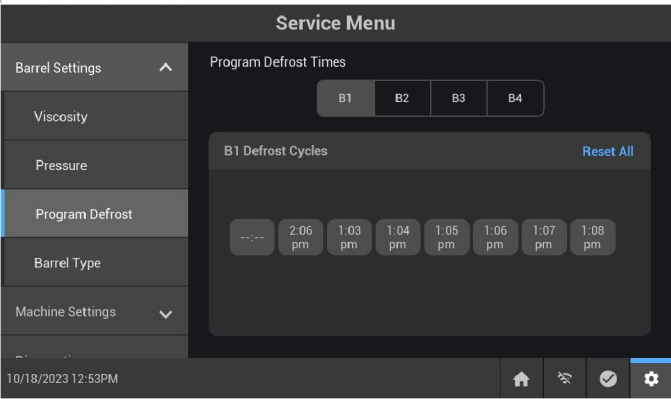 Service Menu
Barrel Settings
Program Defrost Times
B1 B2 B3 B4
Viscosity
B1 Defrost Cycles Reset All
Pressure
Program Defrost
--:-- 2:06 pm 1:03 pm 1:04 pm 1:05 pm 1:06 pm 1:07 pm 1:08 pm
Barrel Type
Machine Settings
10/18/2023 12:53PM